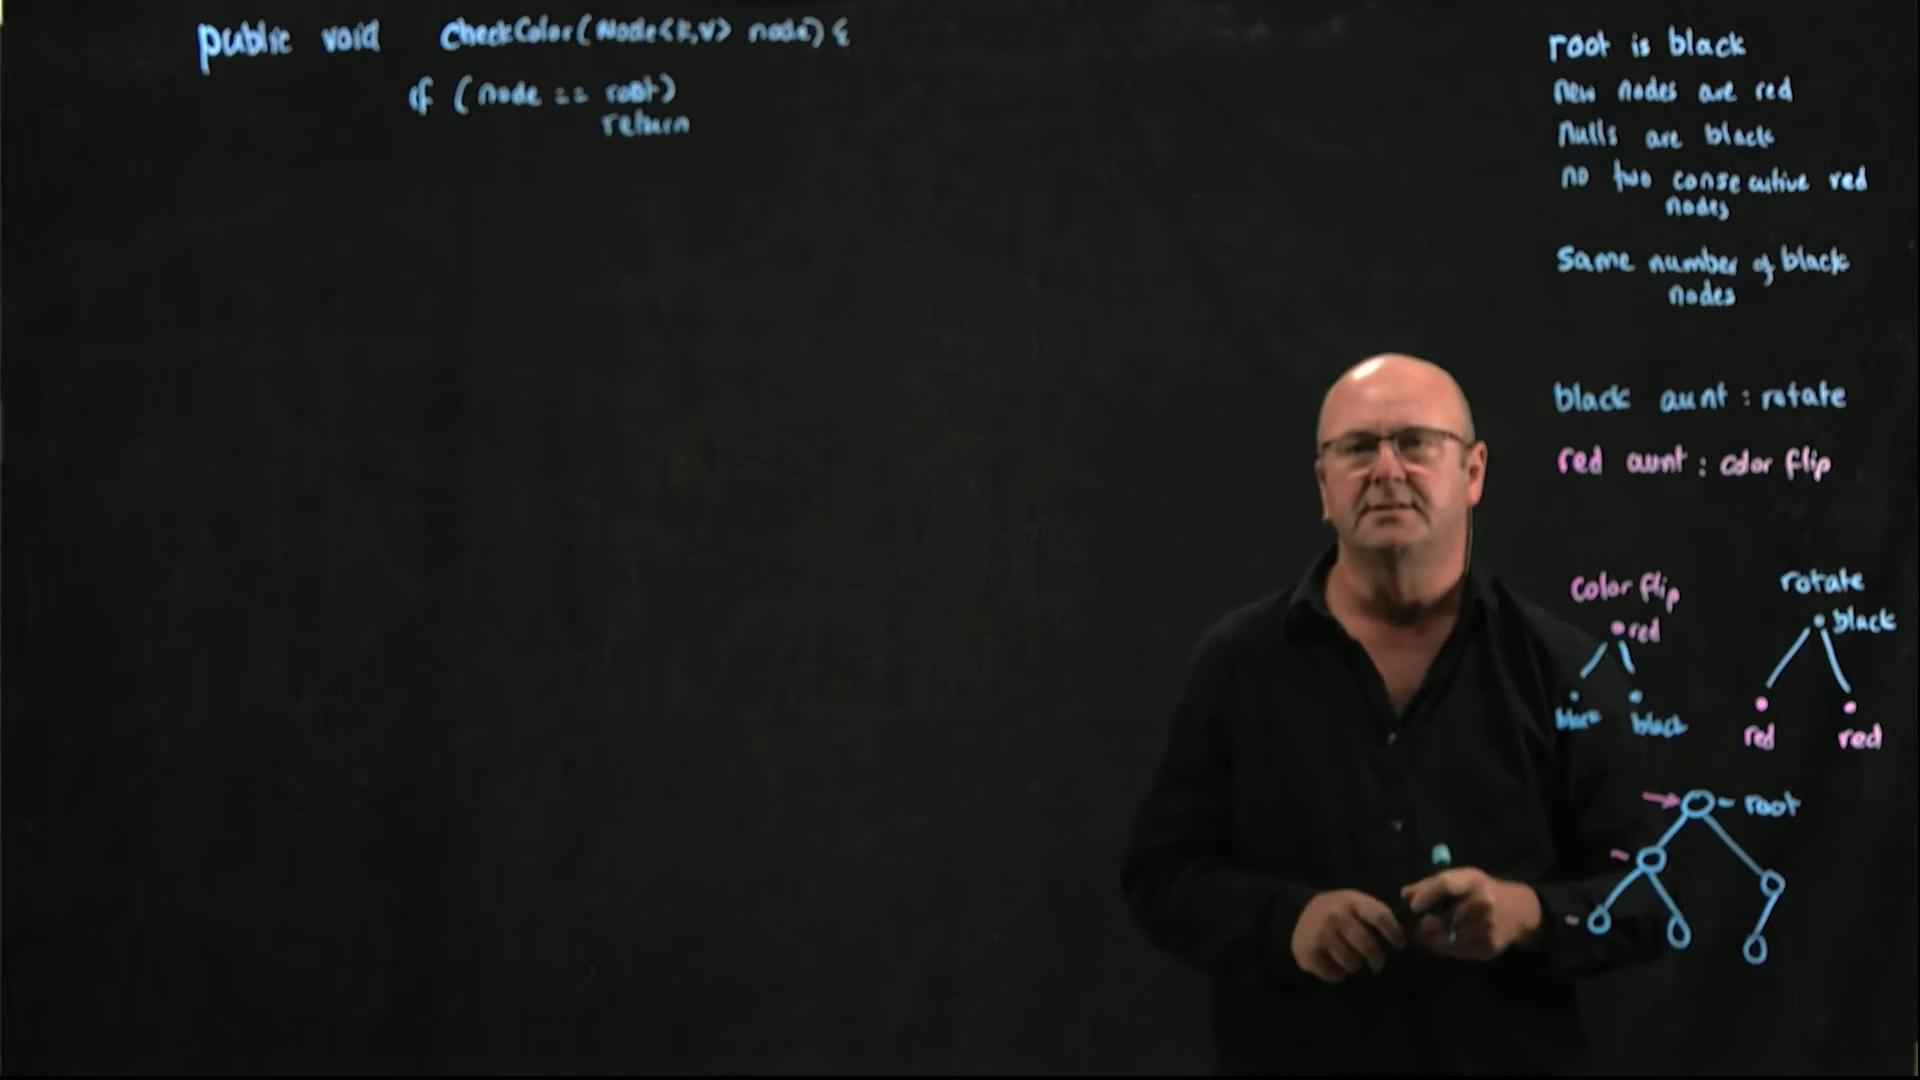 public void checkColor(Node<K,V> node) {
if (node == root)
return
root is black
new nodes are red
nulls are black
no two consecutive red
nodes
same number of black
nodes
black aunt : rotate
red aunt : color flip
color flip
red
black black
rotate
black
red red
root